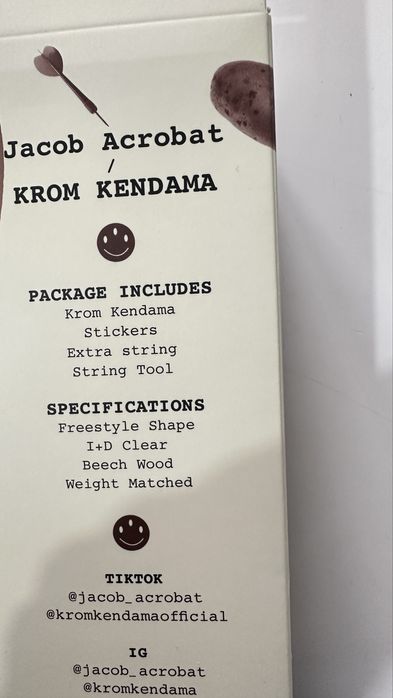 Jacob Acrobat
/
KROM KENDAMA
PACKAGE INCLUDES
Krom Kendama
Stickers
Extra string
String Tool
SPECIFICATIONS
Freestyle Shape
I+D Clear
Beech Wood
Weight Matched
TIKTOK
@jacob_acrobat
@kromkendamaofficial
IG
@jacob_acrobat
@kromkendama